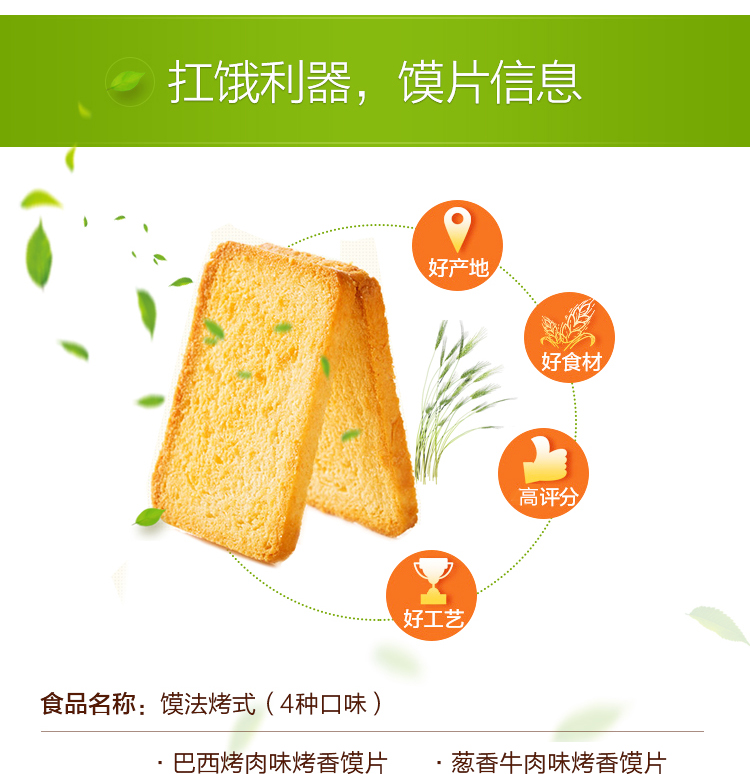 扛饿利器，馍片信息
好产地
好食材
高评分
好工艺
食品名称：馍法烤式（4种口味）
· 巴西烤肉味烤香馍片 · 葱香牛肉味烤香馍片